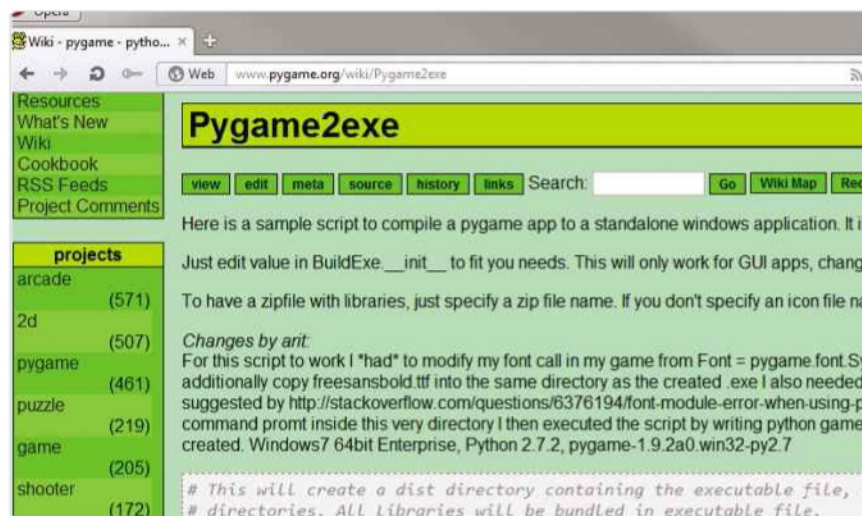 Opera
Wiki - pygame - pytho... ×
Web www.pygame.org/wiki/Pygame2exe
Resources
What's New
Wiki
Cookbook
RSS Feeds
Project Comments
projects
arcade
(571)
2d
(507)
pygame
(461)
puzzle
(219)
game
(205)
shooter
(172)
Pygame2exe
view edit meta source history links Search: Go Wiki Map Rec
Here is a sample script to compile a pygame app to a standalone windows application. It i
Just edit value in BuildExe.__init__ to fit you needs. This will only work for GUI apps, chang
To have a zipfile with libraries, just specify a zip file name. If you don't specify an icon file na
Changes by arit:
For this script to work I *had* to modify my font call in my game from Font = pygame.font.Sy
additionally copy freesansbold.ttf into the same directory as the created .exe I also needed
suggested by http://stackoverflow.com/questions/6376194/font-module-error-when-using-p
command promt inside this very directory I then executed the script by writing python game
created. Windows7 64bit Enterprise, Python 2.7.2, pygame-1.9.2a0.win32-py2.7
# This will create a dist directory containing the executable file,
# directories. All Libraries will be bundled in executable file.